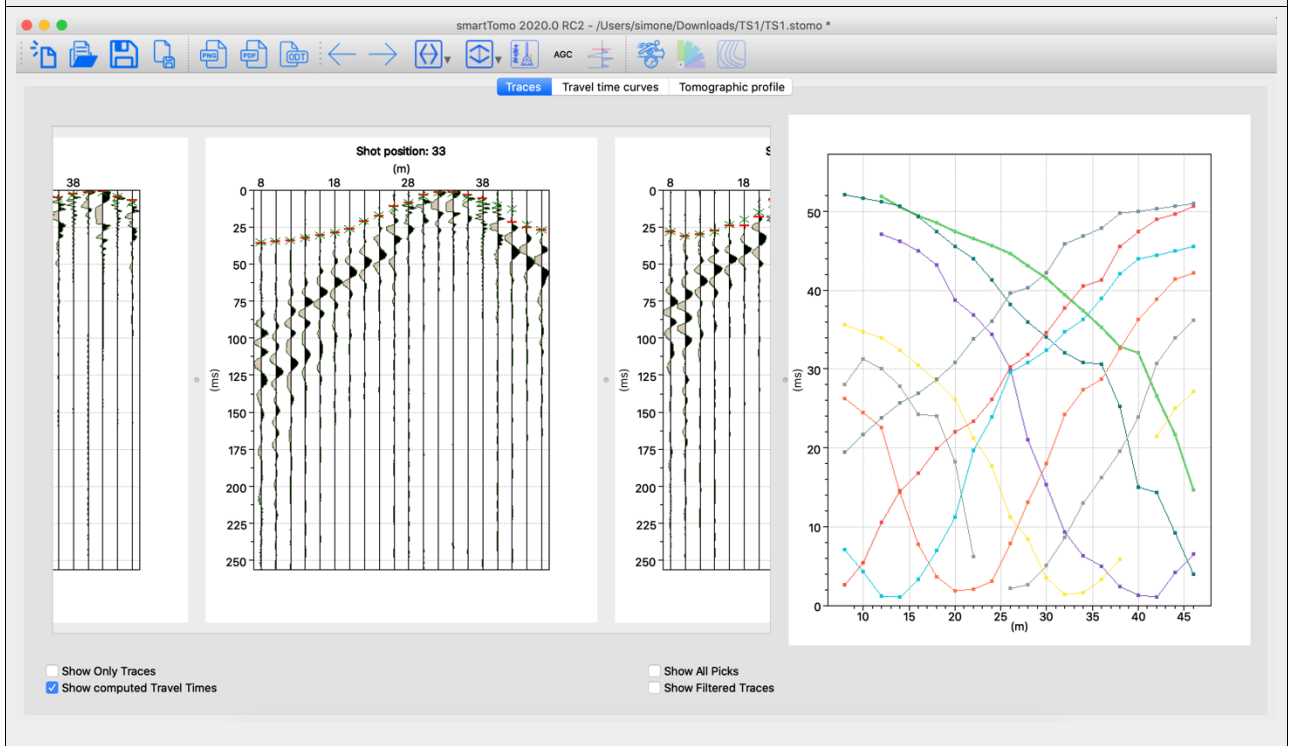 smartTomo 2020.0 RC2 - /Users/simone/Downloads/TS1/TS1.stomo *
PNG PDF ODT AGC
Traces Travel time curves Tomographic profile
38
Shot position: 33
(m)
8 18 28 38
0
25
50
75
100
125
150
175
200
225
250
(ms)
S
8 18
0
25
50
75
100
125
150
175
200
225
250
(ms)
50
40
30
20
10
0
(ms)
10 15 20 25 30 35 40 45
(m)
Show Only Traces
Show computed Travel Times
Show All Picks
Show Filtered Traces